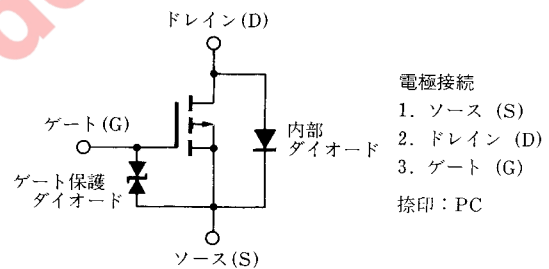 ドレイン(D)
ゲート(G)
内部
ダイオード
ゲート保護
ダイオード
ソース(S)
電極接続
1. ソース (S)
2. ドレイン (D)
3. ゲート (G)
捺印：PC